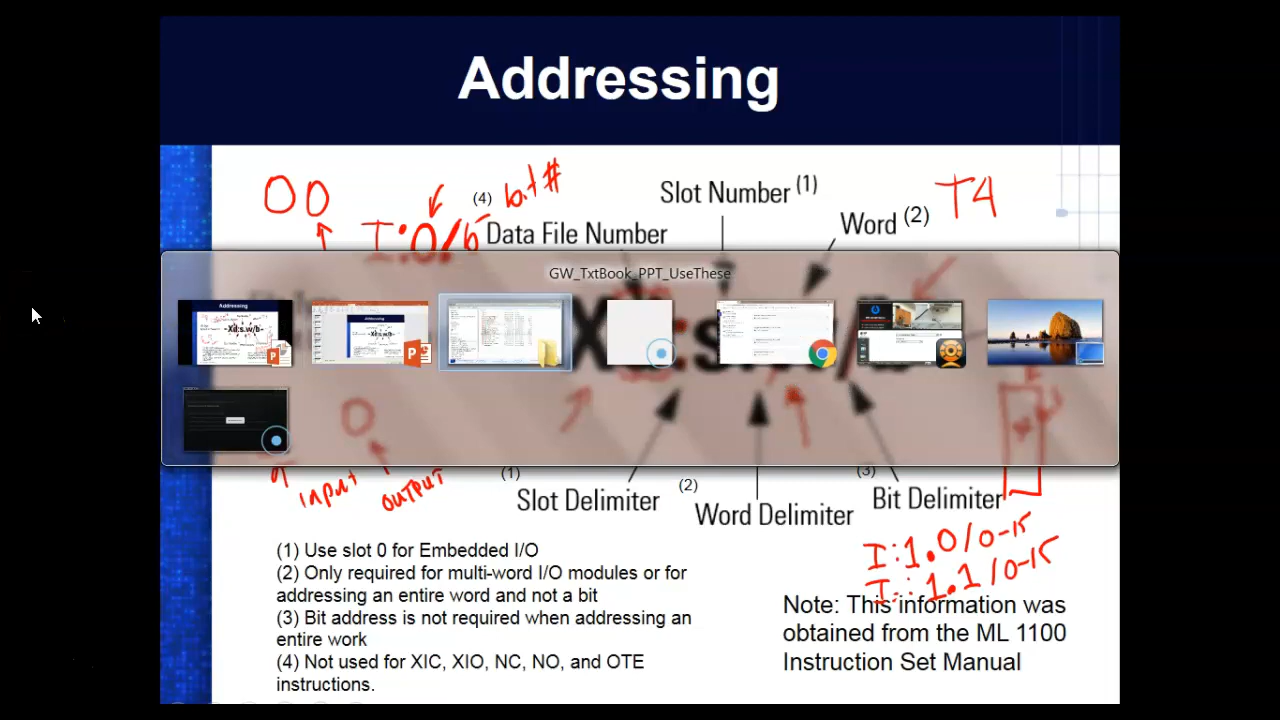 Addressing
OO
(4) bit#
Slot Number (1)
T4
I:0/b
Data File Number
Word (2)
GW_TxtBook_PPT_UseThese
Addressing
O
INPUT
OUTPUT
(1)
Slot Delimiter
(2)
Word Delimiter
(3)
Bit Delimiter
I:1.0/0-15
I:1.1/0-15
(1) Use slot 0 for Embedded I/O
(2) Only required for multi-word I/O modules or for
addressing an entire word and not a bit
(3) Bit address is not required when addressing an
entire work
(4) Not used for XIC, XIO, NC, NO, and OTE
instructions.
Note: This information was
obtained from the ML 1100
Instruction Set Manual